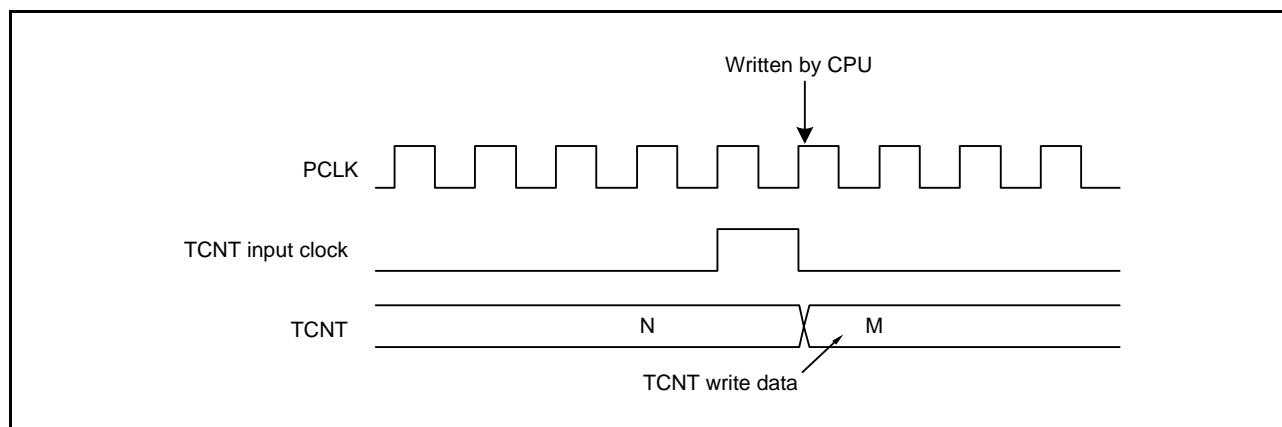 Written by CPU
PCLK
TCNT input clock
TCNT
N
M
TCNT write data